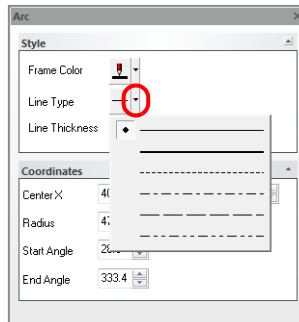 Arc
Style
Frame Color
Line Type
Line Thickness
Coordinates
Center X
Radius
Start Angle
End Angle 333.4